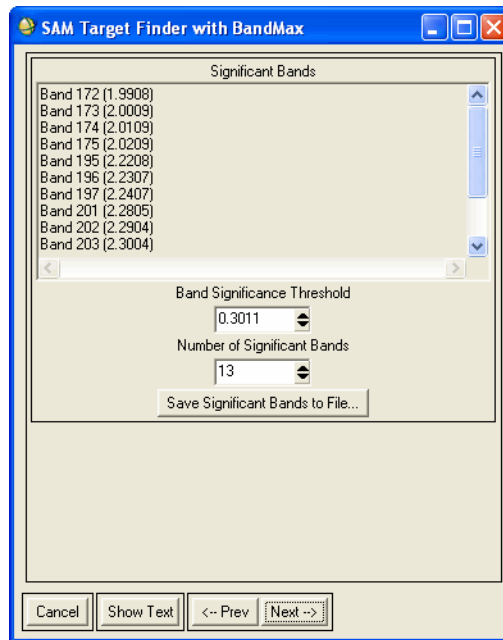 SAM Target Finder with BandMax
Significant Bands
Band 172 (1.9908)
Band 173 (2.0009)
Band 174 (2.0109)
Band 175 (2.0209)
Band 195 (2.2208)
Band 196 (2.2307)
Band 197 (2.2407)
Band 201 (2.2805)
Band 202 (2.2904)
Band 203 (2.3004)
Band Significance Threshold
0.3011
Number of Significant Bands
13
Save Significant Bands to File...
Cancel Show Text <-- Prev Next -->